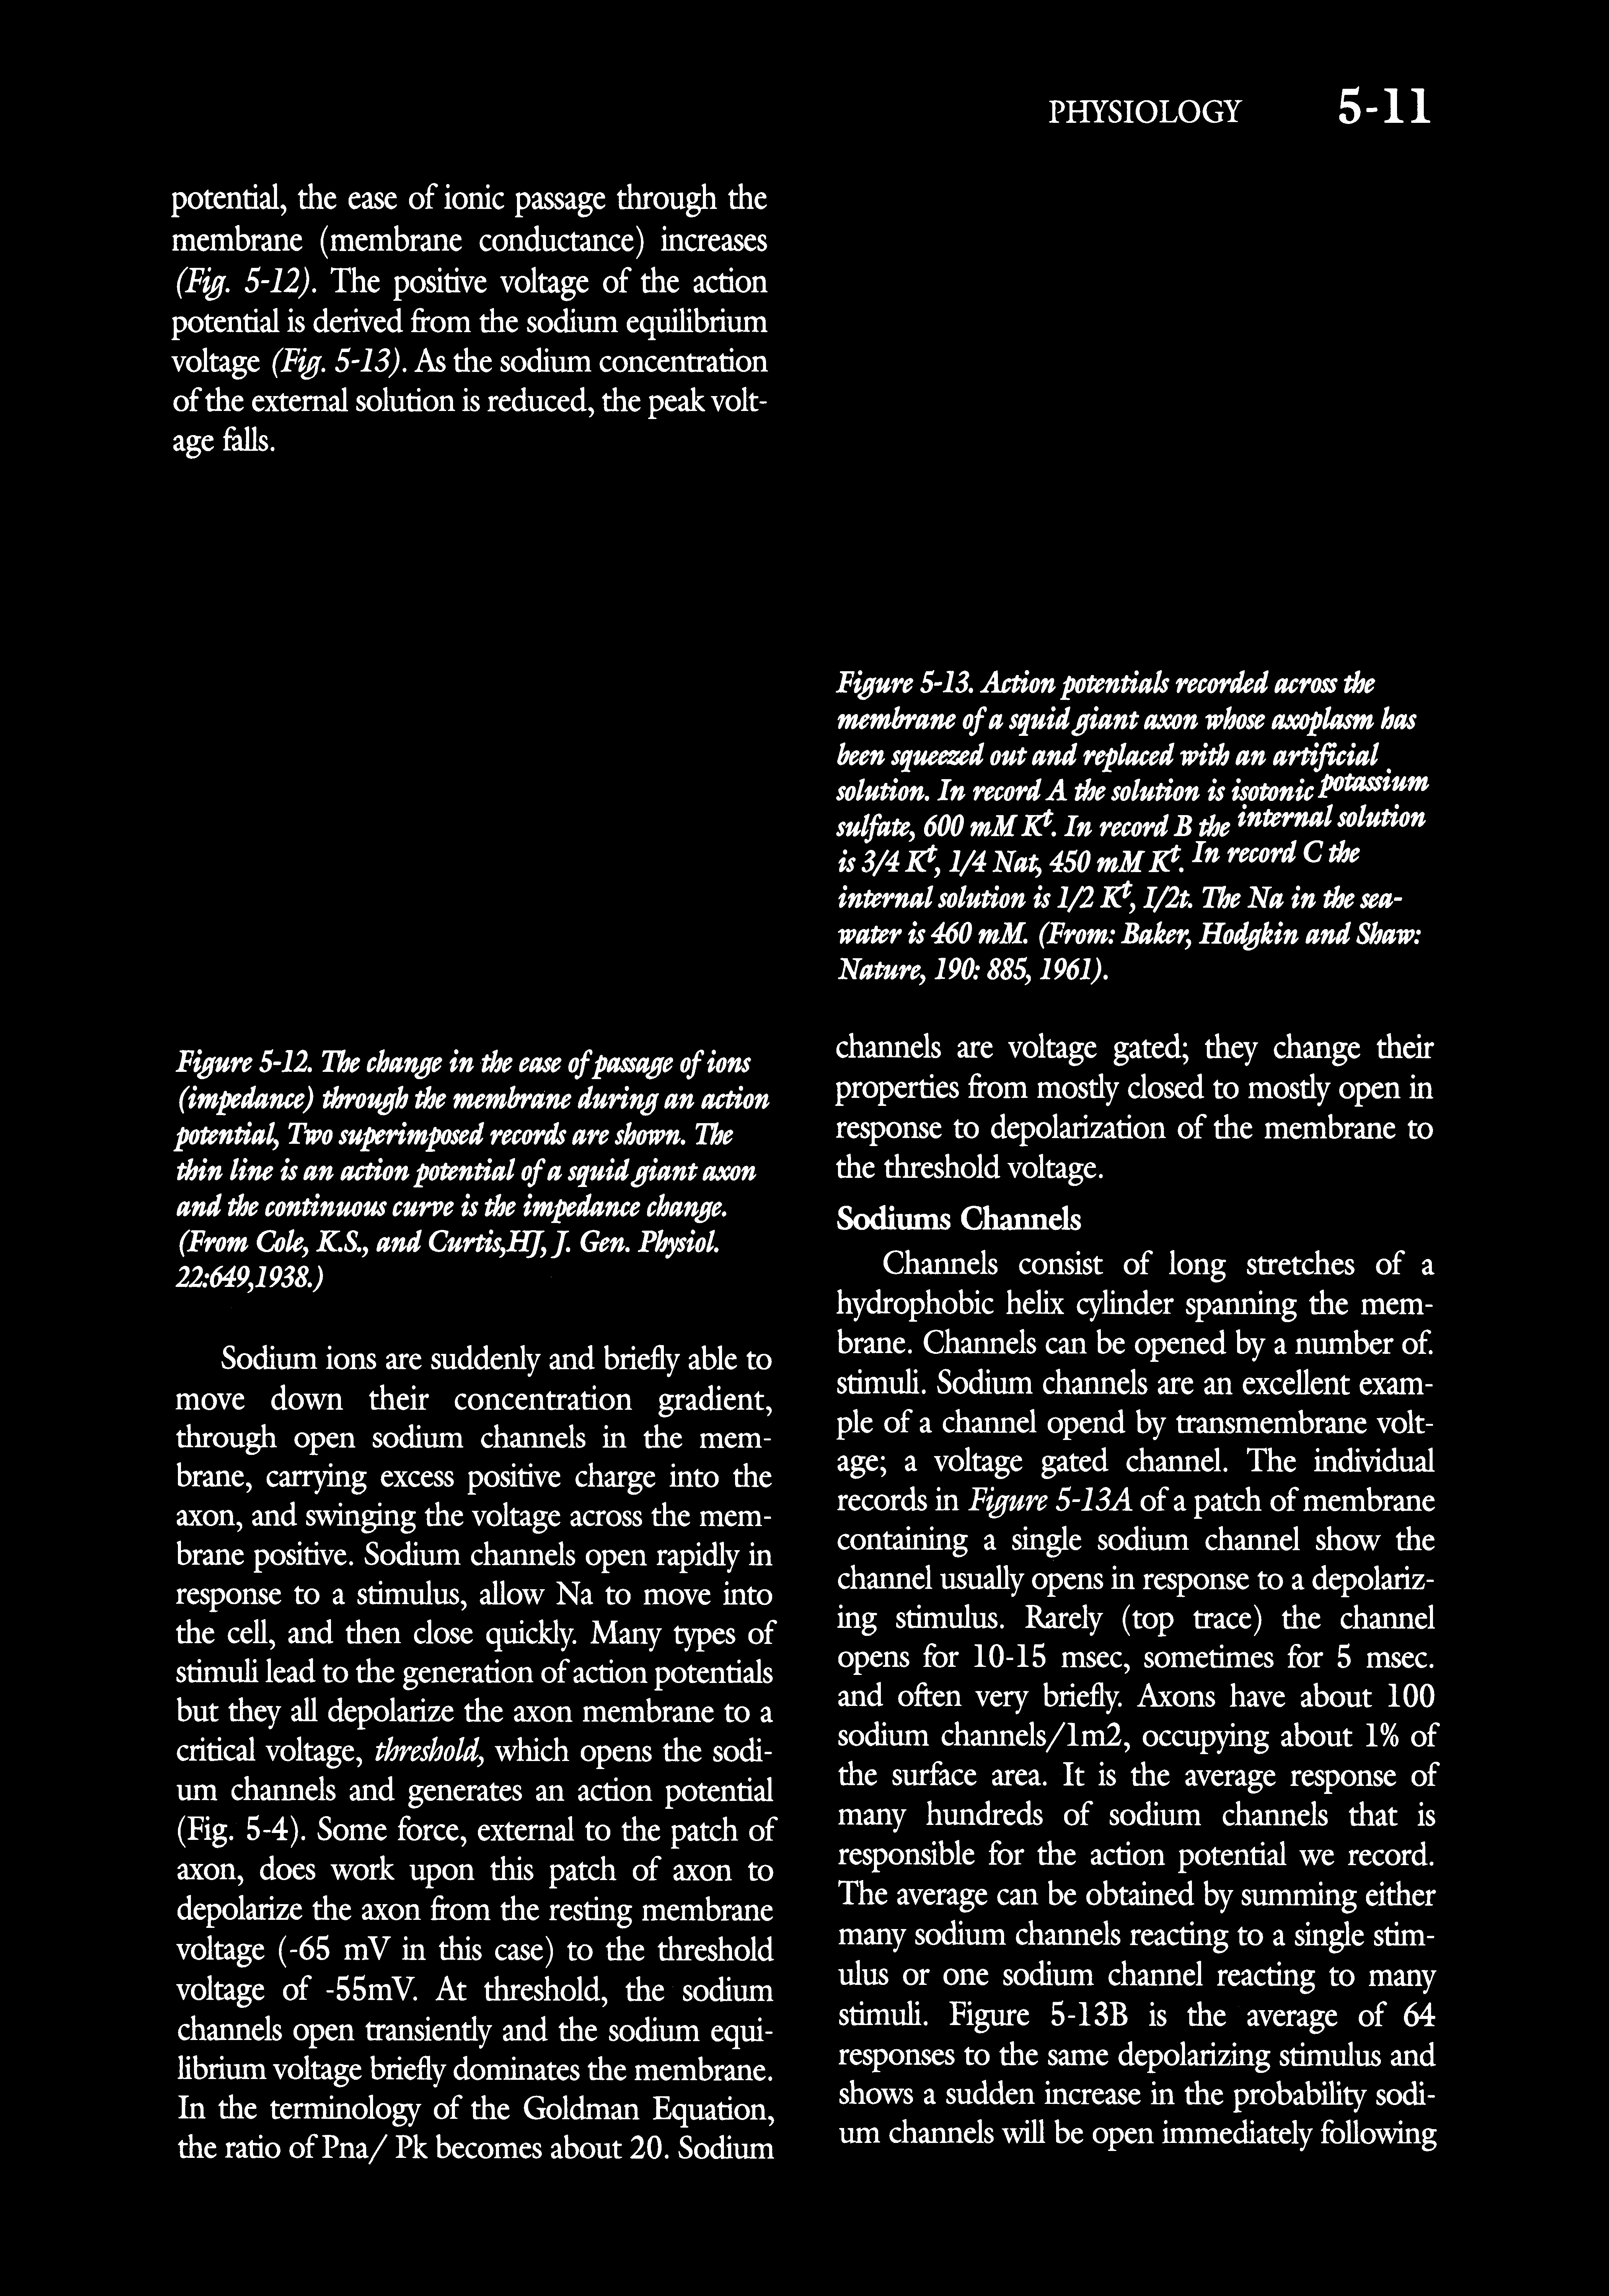 PHYSIOLOGY 5-11
potential, the ease of ionic passage through the
membrane (membrane conductance) increases
(Fig. 5-12). The positive voltage of the action
potential is derived from the sodium equilibrium
voltage (Fig. 5-13). As the sodium concentration
of the external solution is reduced, the peak volt-
age falls.
Figure 5-12. The change in the ease of passage of ions
(impedance) through the membrane during an action
potential, Two superimposed records are shown. The
thin line is an action potential of a squid giant axon
and the continuous curve is the impedance change.
(From Cole, K.S., and Curtis,HJ, J. Gen. Physiol.
22:649,1938.)
Sodium ions are suddenly and briefly able to
move down their concentration gradient,
through open sodium channels in the mem-
brane, carrying excess positive charge into the
axon, and swinging the voltage across the mem-
brane positive. Sodium channels open rapidly in
response to a stimulus, allow Na to move into
the cell, and then close quickly. Many types of
stimuli lead to the generation of action potentials
but they all depolarize the axon membrane to a
critical voltage, threshold, which opens the sodi-
um channels and generates an action potential
(Fig. 5-4). Some force, external to the patch of
axon, does work upon this patch of axon to
depolarize the axon from the resting membrane
voltage (-65 mV in this case) to the threshold
voltage of -55mV. At threshold, the sodium
channels open transiently and the sodium equi-
librium voltage briefly dominates the membrane.
In the terminology of the Goldman Equation,
the ratio of Pna/ Pk becomes about 20. Sodium
Figure 5-13. Action potentials recorded across the
membrane of a squid giant axon whose axoplasm has
been squeezed out and replaced with an artificial
solution. In record A the solution is isotonic potassium
sulfate, 600 mM K+. In record B the internal solution
is 3/4 K+, 1/4 Nat, 450 mM K+. In record C the
internal solution is 1/2 K+, I/2t. The Na in the sea-
water is 460 mM. (From: Baker, Hodgkin and Shaw:
Nature, 190: 885, 1961).
channels are voltage gated; they change their
properties from mostly closed to mostly open in
response to depolarization of the membrane to
the threshold voltage.
Sodiums Channels
Channels consist of long stretches of a
hydrophobic helix cylinder spanning the mem-
brane. Channels can be opened by a number of.
stimuli. Sodium channels are an excellent exam-
ple of a channel opend by transmembrane volt-
age; a voltage gated channel. The individual
records in Figure 5-13A of a patch of membrane
containing a single sodium channel show the
channel usually opens in response to a depolariz-
ing stimulus. Rarely (top trace) the channel
opens for 10-15 msec, sometimes for 5 msec.
and often very briefly. Axons have about 100
sodium channels/1m2, occupying about 1% of
the surface area. It is the average response of
many hundreds of sodium channels that is
responsible for the action potential we record.
The average can be obtained by summing either
many sodium channels reacting to a single stim-
ulus or one sodium channel reacting to many
stimuli. Figure 5-13B is the average of 64
responses to the same depolarizing stimulus and
shows a sudden increase in the probability sodi-
um channels will be open immediately following